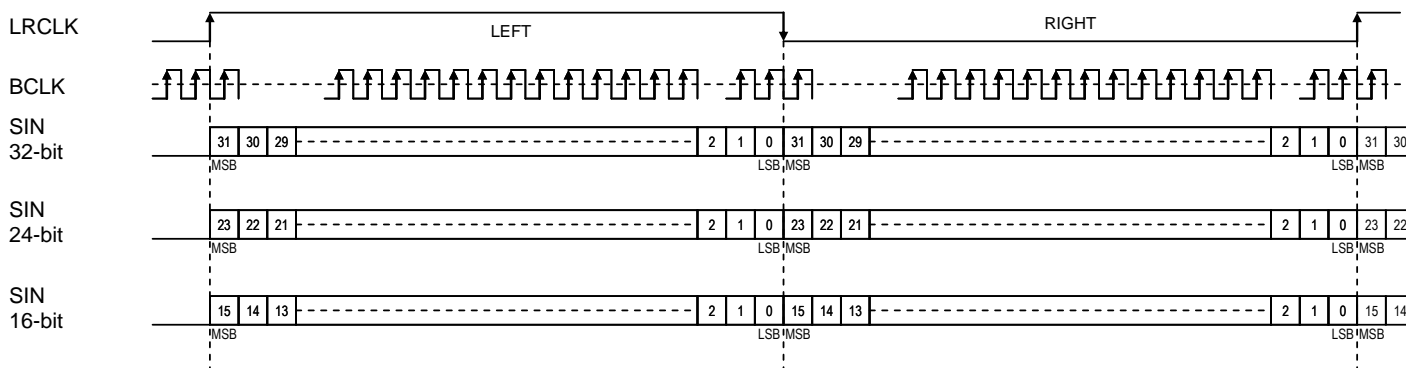 LRCLK LEFT RIGHT
BCLK
SIN
32-bit
31 30 29 2 1 0 31 30 29 2 1 0 31 30
MSB LSB MSB LSB MSB
SIN
24-bit
23 22 21 2 1 0 23 22 21 2 1 0 23 22
MSB LSB MSB LSB MSB
SIN
16-bit
15 14 13 2 1 0 15 14 13 2 1 0 15 14
MSB LSB MSB LSB MSB